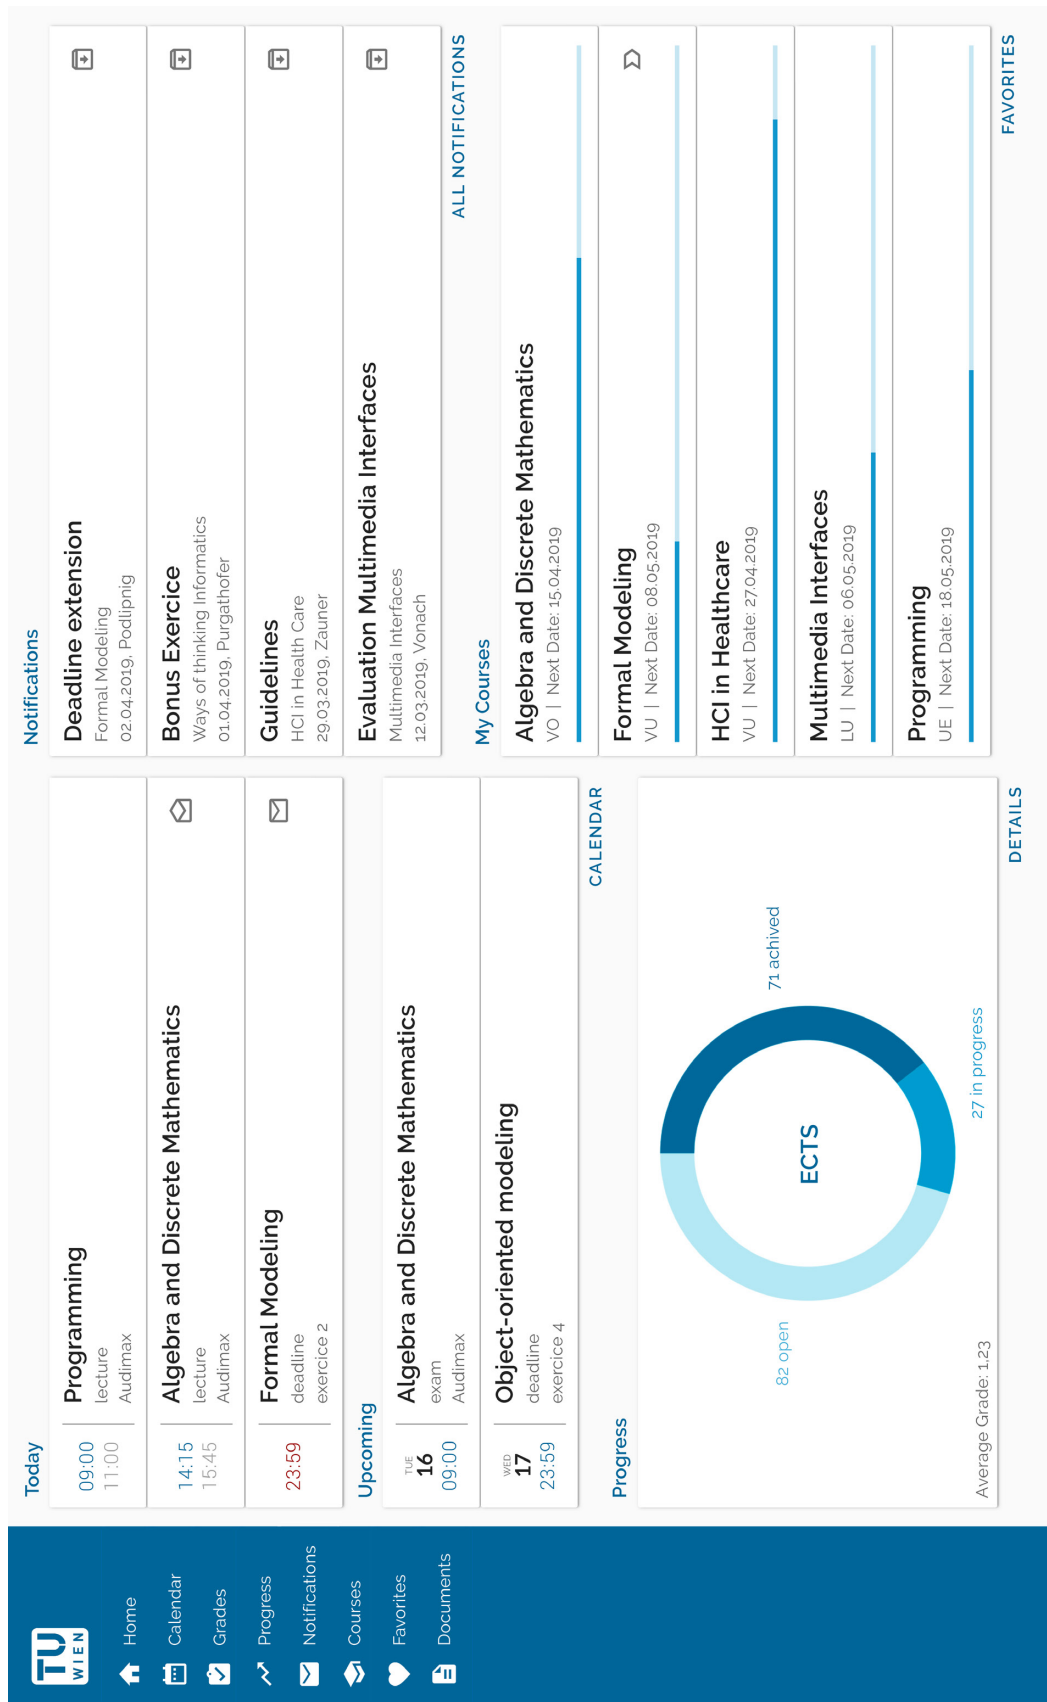 TU
WIEN
Home
Calendar
Grades
Progress
Notifications
Courses
Favorites
Documents
Today
09:00
11:00
Programming
lecture
Audimax
14:15
15:45
Algebra and Discrete Mathematics
lecture
Audimax
23:59
Formal Modeling
deadline
exercice 2
Upcoming
TUE
16
09:00
Algebra and Discrete Mathematics
exam
Audimax
WED
17
23:59
Object-oriented modeling
deadline
exercice 4
CALENDAR
Progress
82 open
ECTS
71 achived
27 in progress
Average Grade: 1,23
DETAILS
Notifications
Deadline extension
Formal Modeling
02.04.2019, Podlipnig
Bonus Exercice
Ways of thinking Informatics
01.04.2019, Purgathofer
Guidelines
HCI in Health Care
29.03.2019, Zauner
Evaluation Multimedia Interfaces
Multimedia Interfaces
12.03.2019, Vonach
ALL NOTIFICATIONS
My Courses
Algebra and Discrete Mathematics
VO | Next Date: 15.04.2019
Formal Modeling
VU | Next Date: 08.05.2019
HCI in Healthcare
VU | Next Date: 27.04.2019
Multimedia Interfaces
LU | Next Date: 06.05.2019
Programming
UE | Next Date: 18.05.2019
FAVORITES